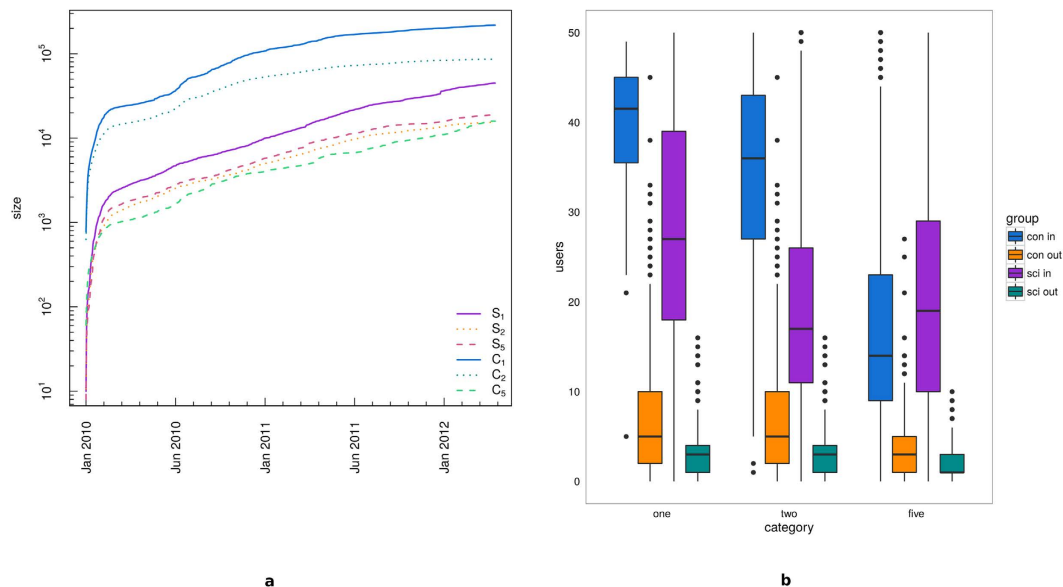 size
10^5
10^4
10^3
10^2
10^1
Jan 2010
Jun 2010
Jan 2011
Jun 2011
Jan 2012
S1
S2
S5
C1
C2
C5
a
users
50
40
30
20
10
0
one
two
five
category
group
con in
con out
sci in
sci out
b